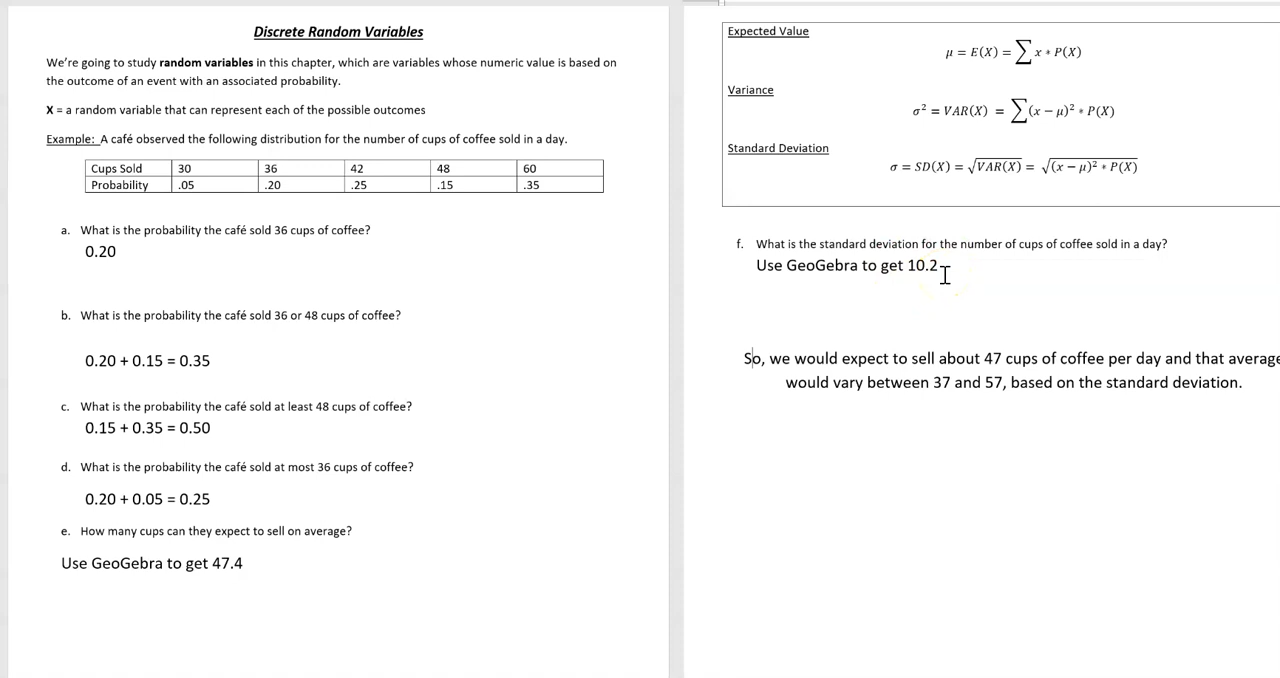 Discrete Random Variables
We’re going to study random variables in this chapter, which are variables whose numeric value is based on
the outcome of an event with an associated probability.
X = a random variable that can represent each of the possible outcomes
Example: A café observed the following distribution for the number of cups of coffee sold in a day.
Cups Sold 30 36 42 48 60
Probability .05 .20 .25 .15 .35
a. What is the probability the café sold 36 cups of coffee?
0.20
b. What is the probability the café sold 36 or 48 cups of coffee?
0.20 + 0.15 = 0.35
c. What is the probability the café sold at least 48 cups of coffee?
0.15 + 0.35 = 0.50
d. What is the probability the café sold at most 36 cups of coffee?
0.20 + 0.05 = 0.25
e. How many cups can they expect to sell on average?
Use GeoGebra to get 47.4
Expected Value
μ = E(X) = ∑ x * P(X)
Variance
σ² = VAR(X) = ∑(x − μ)² * P(X)
Standard Deviation
σ = SD(X) = √VAR(X) = √(x − μ)² * P(X)
f. What is the standard deviation for the number of cups of coffee sold in a day?
Use GeoGebra to get 10.2
So, we would expect to sell about 47 cups of coffee per day and that average
would vary between 37 and 57, based on the standard deviation.